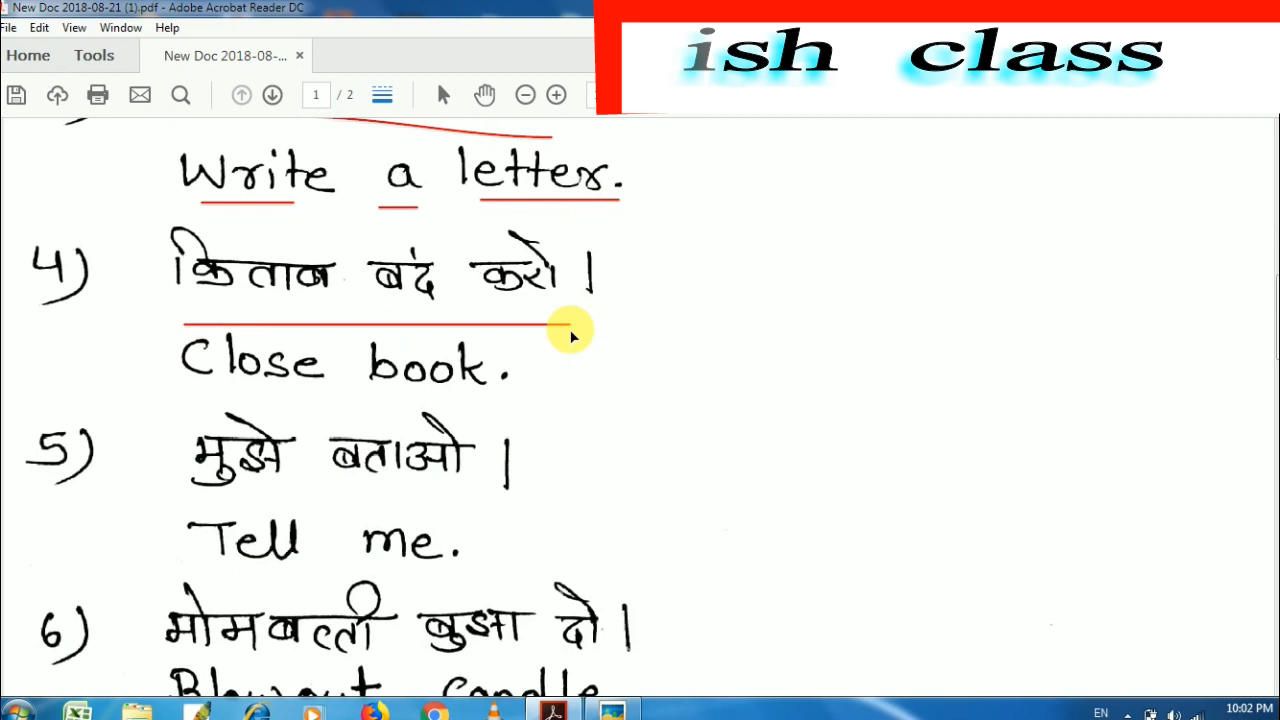 New Doc 2018-08-21 (1).pdf - Adobe Acrobat Reader DC
File Edit View Window Help
Home Tools New Doc 2018-08-... ×
ish class
1 / 2
Write a letter.
4) किताब बंद करो |
Close book.
5) मुझे बताओ |
Tell me.
6) मोमबत्ती बुझा दो |
Blowout candle
EN 10:02 PM